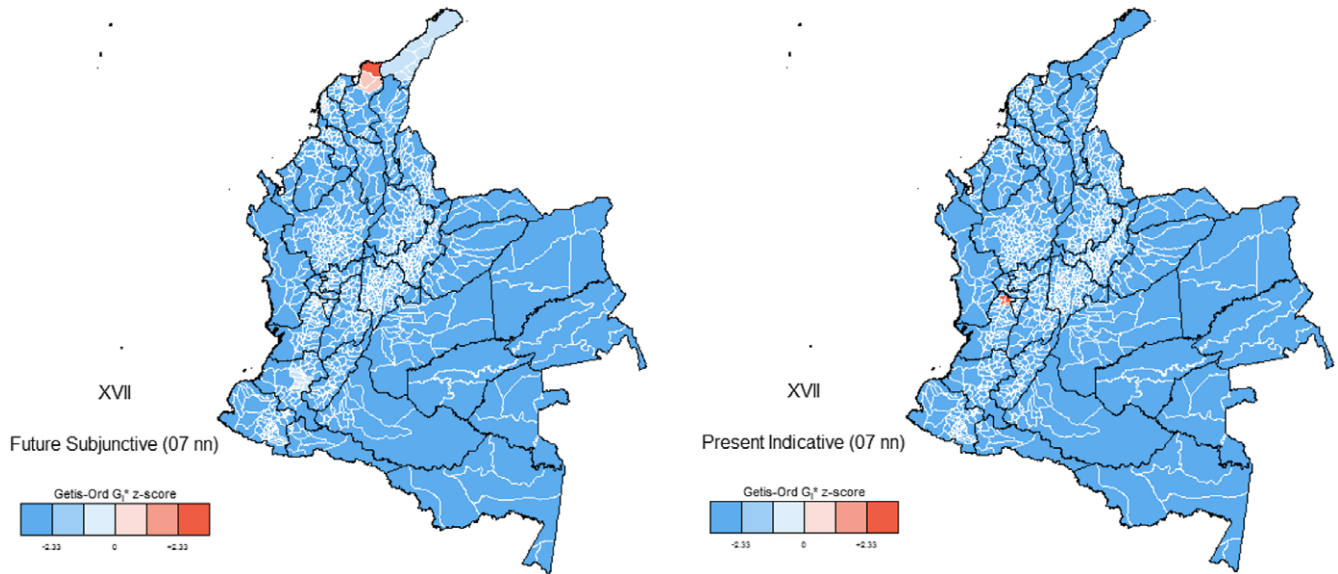 XVII
Future Subjunctive (07 nn)
Getis-Ord Gi* z-score
-2.33 0 +2.33
XVII
Present Indicative (07 nn)
Getis-Ord Gi* z-score
-2.33 0 +2.33